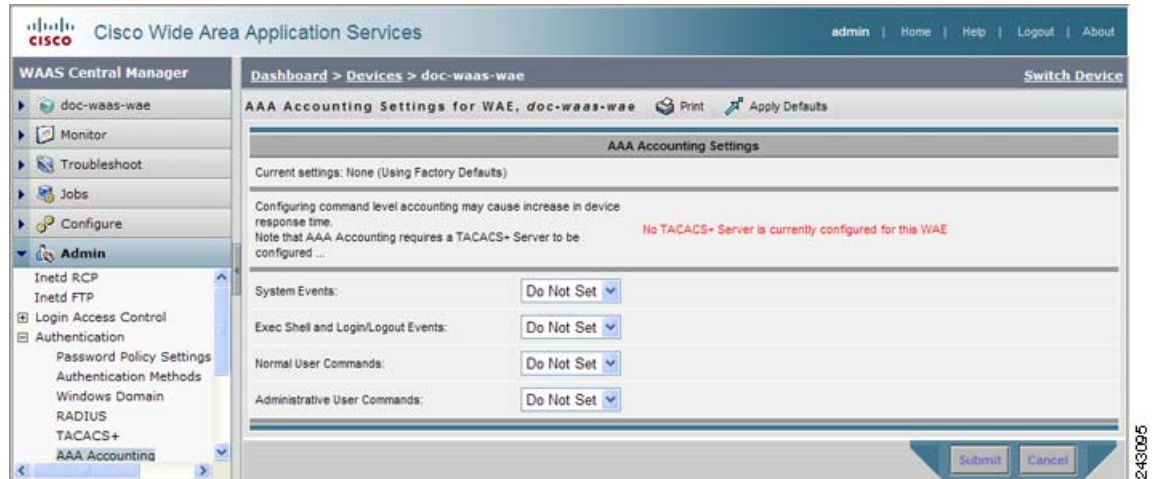 CISCO Cisco Wide Area Application Services admin | Home | Help | Logout | About
WAAS Central Manager
Dashboard > Devices > doc-waas-wae Switch Device
doc-waas-wae
Monitor
Troubleshoot
Jobs
Configure
Admin
Inetd RCP
Inetd FTP
Login Access Control
Authentication
Password Policy Settings
Authentication Methods
Windows Domain
RADIUS
TACACS+
AAA Accounting
AAA Accounting Settings for WAE, doc-waas-wae Print Apply Defaults
AAA Accounting Settings
Current settings: None (Using Factory Defaults)
Configuring command level accounting may cause increase in device
response time.
Note that AAA Accounting requires a TACACS+ Server to be
configured ...
No TACACS+ Server is currently configured for this WAE
System Events: Do Not Set
Exec Shell and Login/Logout Events: Do Not Set
Normal User Commands: Do Not Set
Administrative User Commands: Do Not Set
Submit Cancel
243095